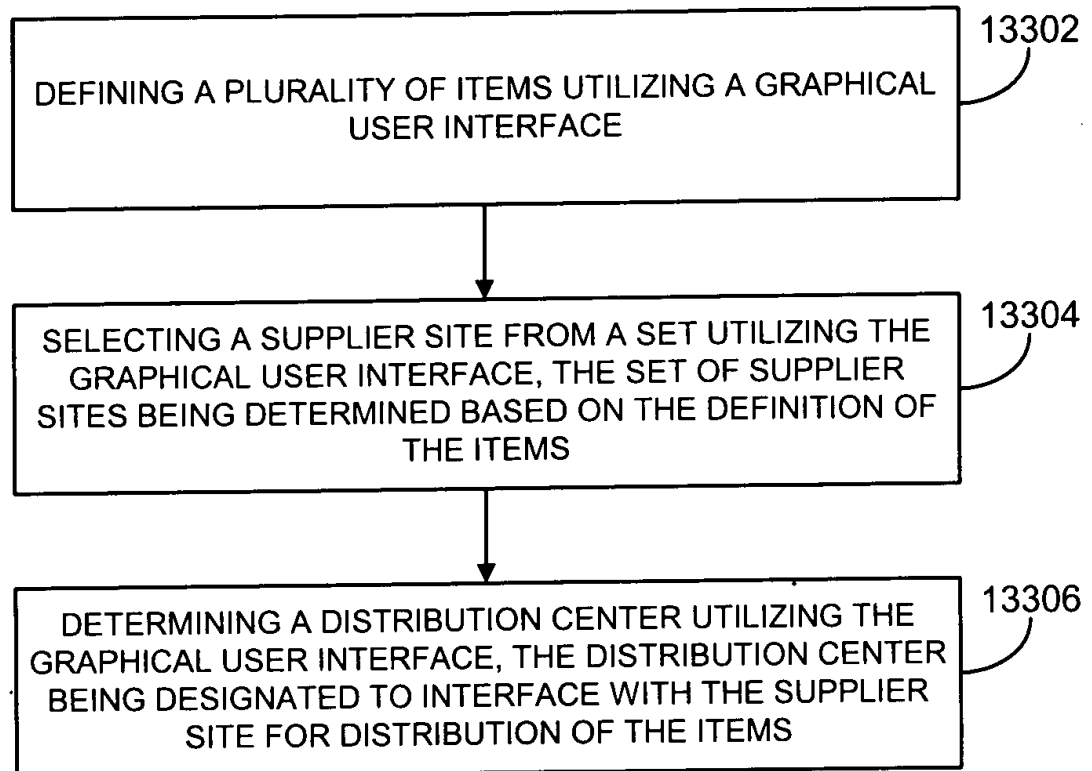 13302
DEFINING A PLURALITY OF ITEMS UTILIZING A GRAPHICAL
USER INTERFACE
13304
SELECTING A SUPPLIER SITE FROM A SET UTILIZING THE
GRAPHICAL USER INTERFACE, THE SET OF SUPPLIER
SITES BEING DETERMINED BASED ON THE DEFINITION OF
THE ITEMS
13306
DETERMINING A DISTRIBUTION CENTER UTILIZING THE
GRAPHICAL USER INTERFACE, THE DISTRIBUTION CENTER
BEING DESIGNATED TO INTERFACE WITH THE SUPPLIER
SITE FOR DISTRIBUTION OF THE ITEMS